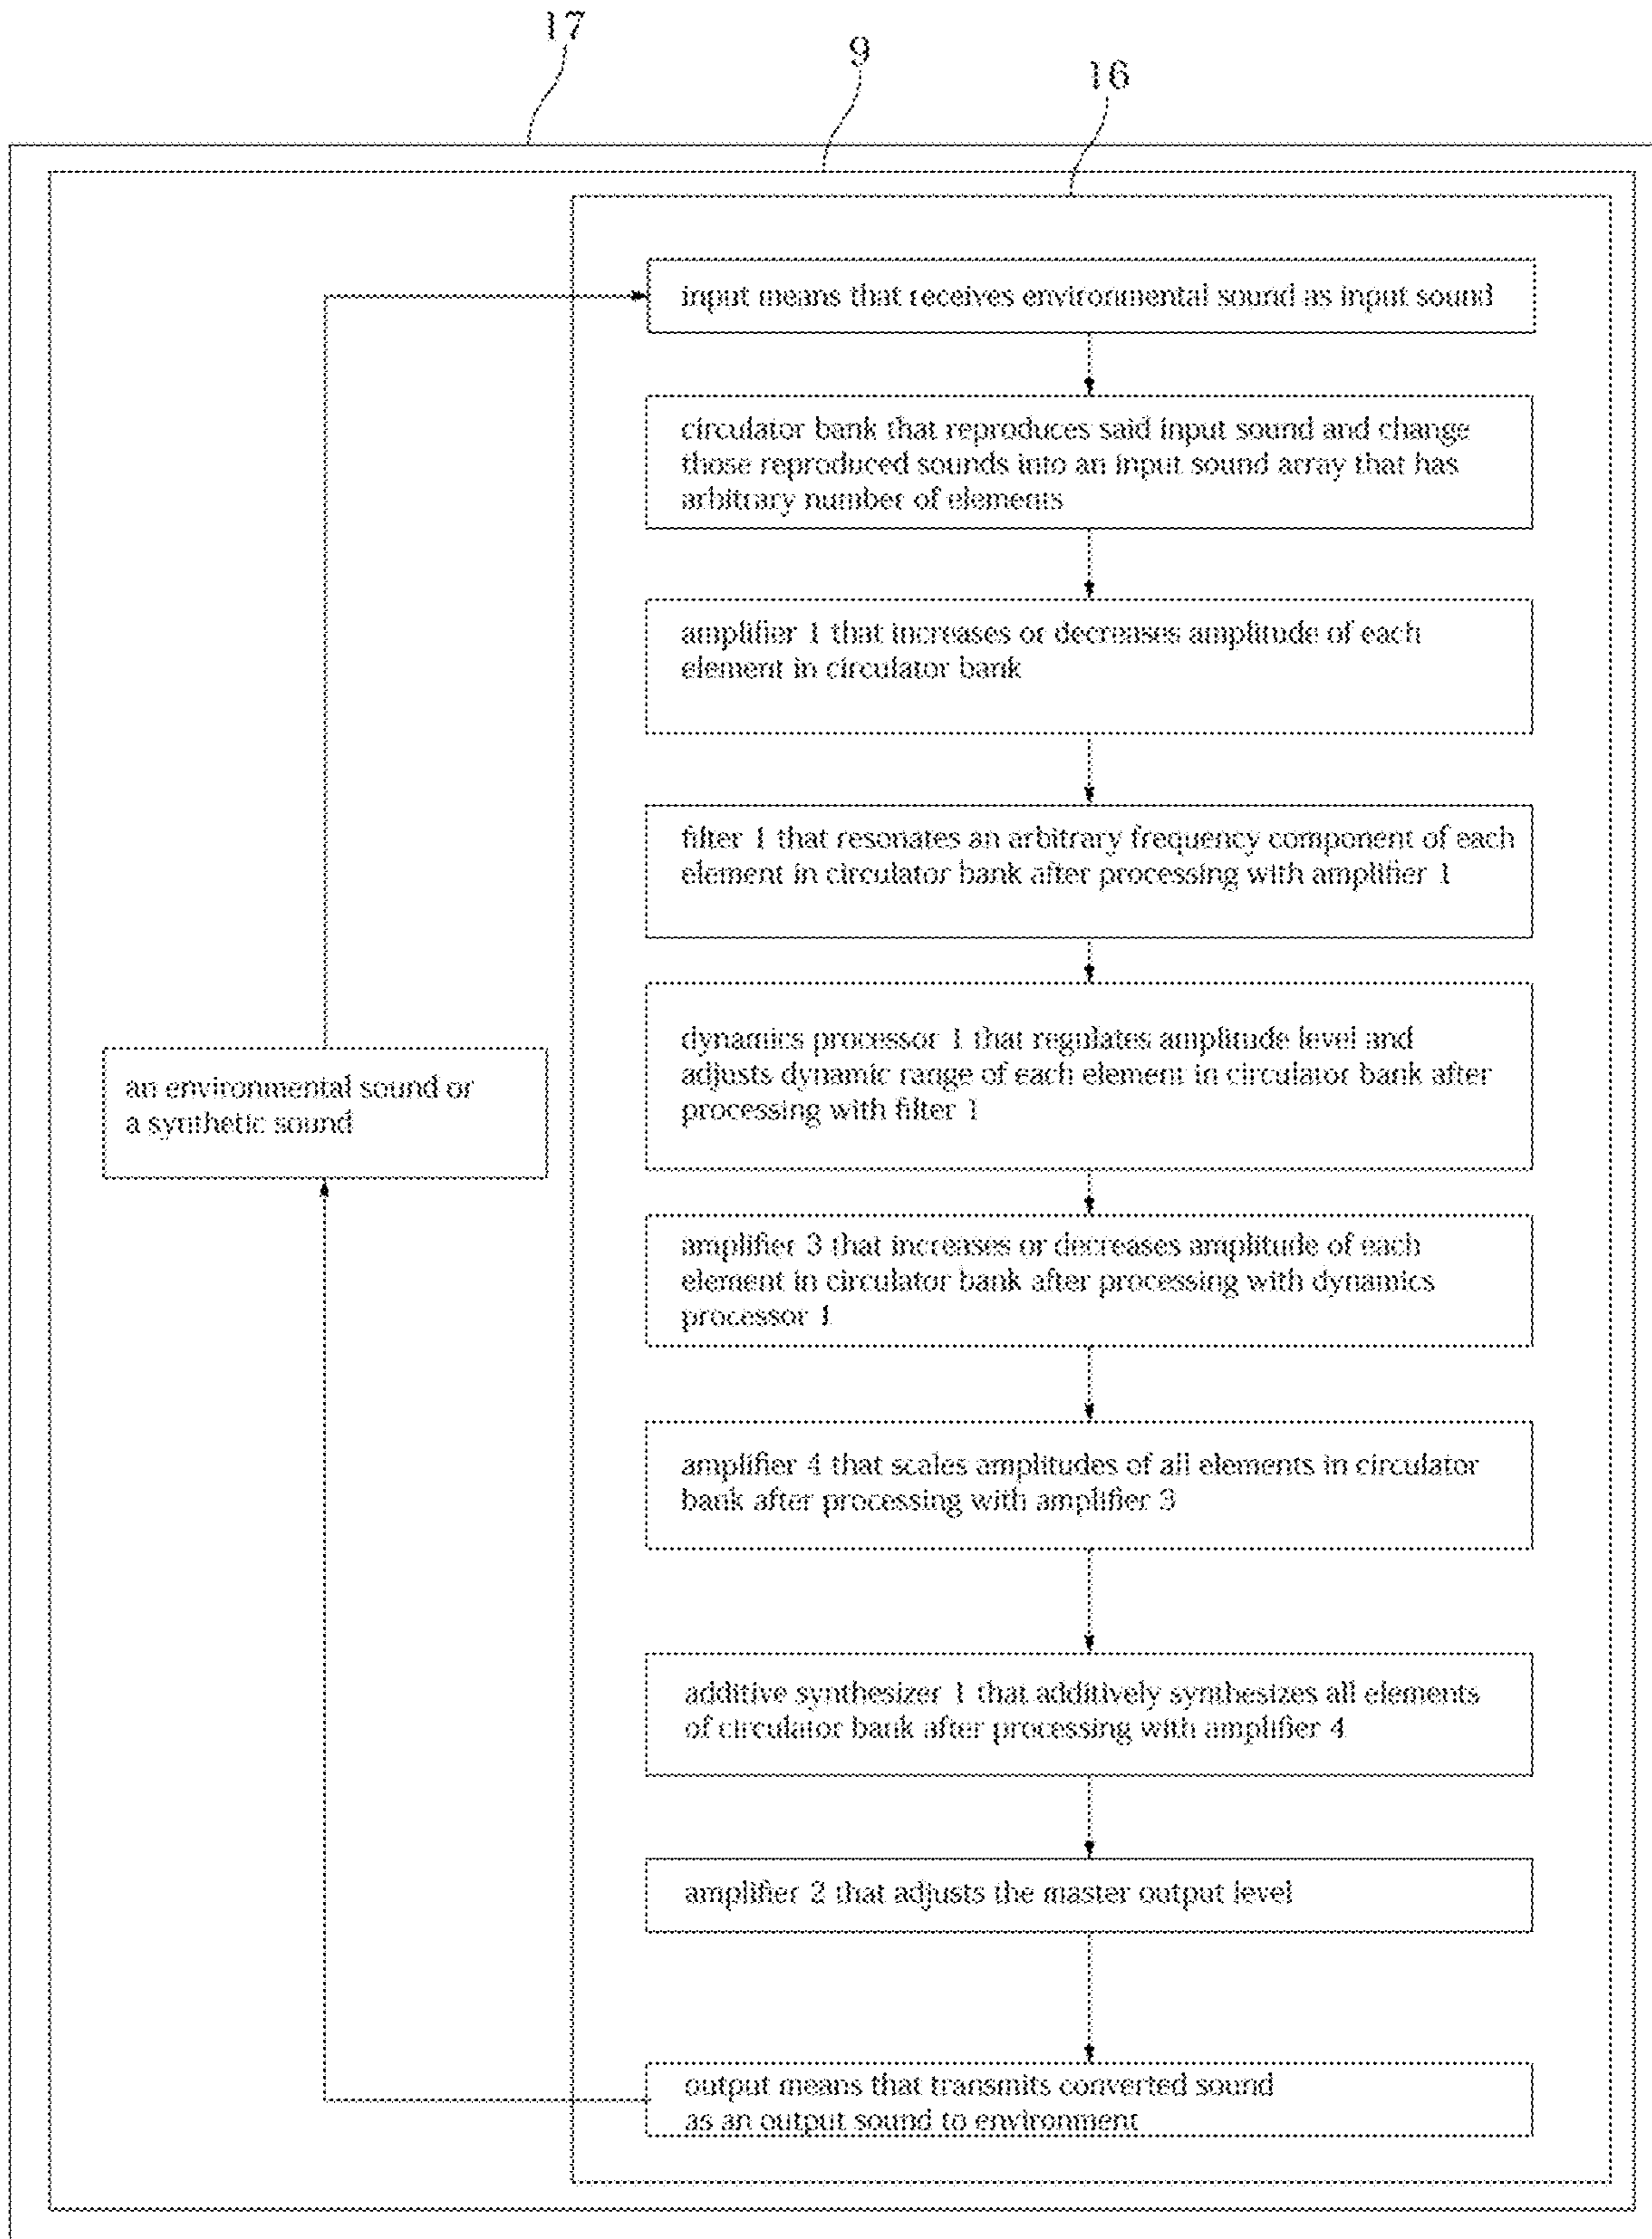 17
9
16
input means that receives environmental sound as input sound
circulator bank that reproduces said input sound and change
those reproduced sounds into an input sound array that has
arbitrary number of elements
amplifier 1 that increases or decreases amplitude of each
element in circulator bank
filter 1 that resonates an arbitrary frequency component of each
element in circulator bank after processing with amplifier 1
dynamics processor 1 that regulates amplitude level and
adjusts dynamic range of each element in circulator bank after
processing with filter 1
an environmental sound or
a synthetic sound
amplifier 3 that increases or decreases amplitude of each
element in circulator bank after processing with dynamics
processor 1
amplifier 4 that scales amplitudes of all elements in circulator
bank after processing with amplifier 3
additive synthesizer 1 that additively synthesizes all elements
of circulator bank after processing with amplifier 4
amplifier 2 that adjusts the master output level
output means that transmits converted sound
as an output sound to environment